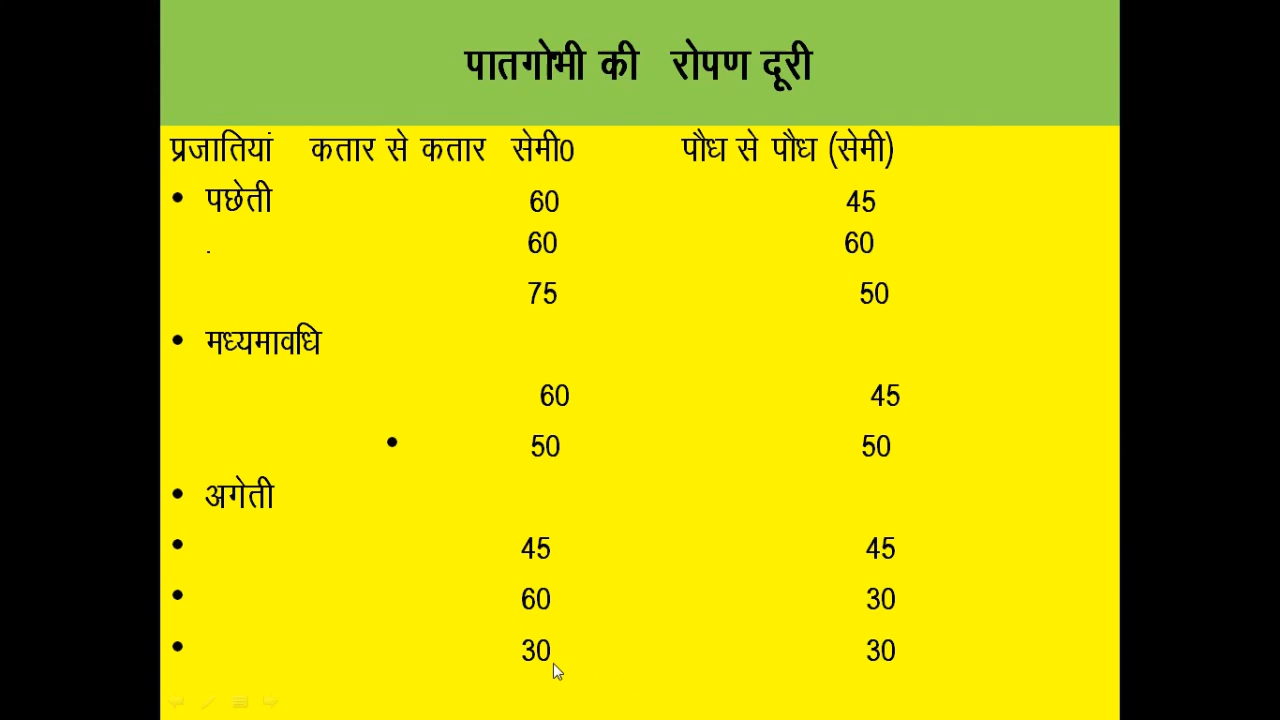 पातगोभी की रोपण दूरी
प्रजातियां कतार से कतार सेमी0 पौध से पौध (सेमी)
• पछेती 60 45
. 60 60
75 50
• मध्यमावधि
60 45
• 50 50
• अगेती
• 45 45
• 60 30
• 30 30